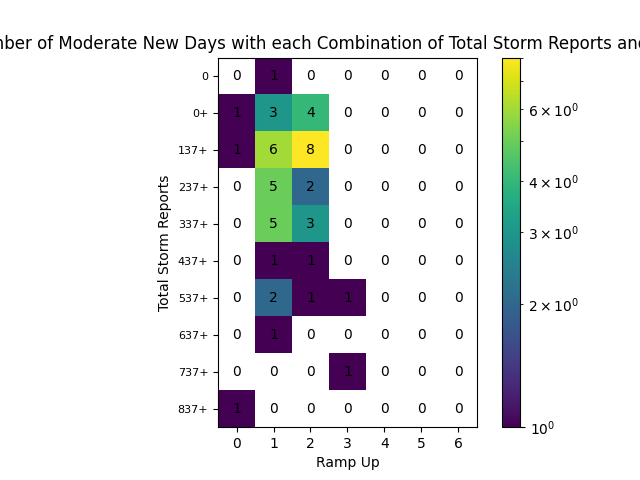 of Moderate New Days with each Combination of Total Storm Reports
0 0 1 0 0 0 0 0
0+ 1 3 4 0 0 0 0
137+ 1 6 8 0 0 0 0
237+ 0 5 2 0 0 0 0
337+ 0 5 3 0 0 0 0
437+ 0 1 1 0 0 0 0
537+ 0 2 1 1 0 0 0
637+ 0 1 0 0 0 0 0
737+ 0 0 0 1 0 0 0
837+ 1 0 0 0 0 0 0
0 1 2 3 4 5 6
Ramp Up
Total Storm Reports
6 × 10⁰
4 × 10⁰
3 × 10⁰
2 × 10⁰
10⁰